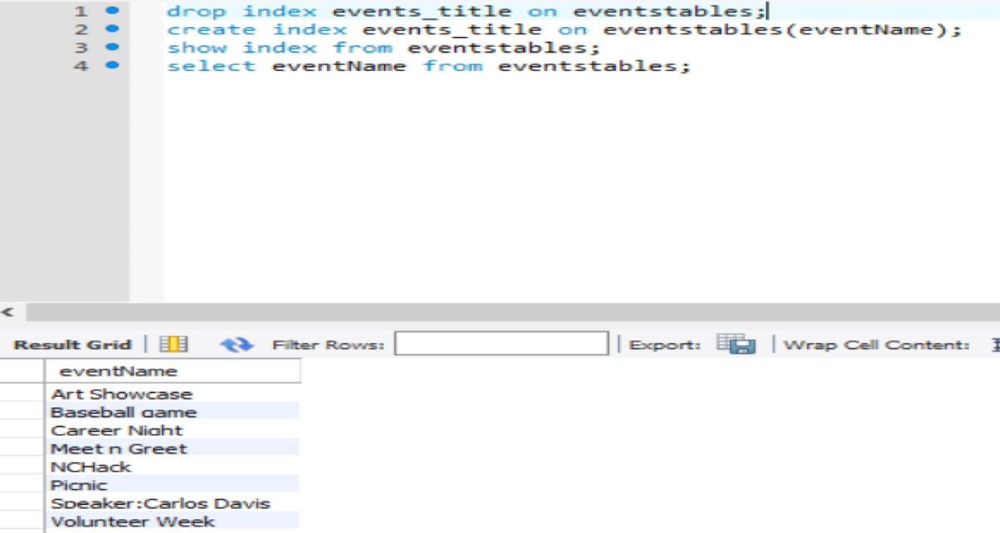 1 drop index events_title on eventstables;
2 create index events_title on eventstables(eventName);
3 show index from eventstables;
4 select eventName from eventstables;
<
Result Grid Filter Rows: Export: Wrap Cell Content:
eventName
Art Showcase
Baseball game
Career Night
Meet n Greet
NCHack
Picnic
Speaker:Carlos Davis
Volunteer Week